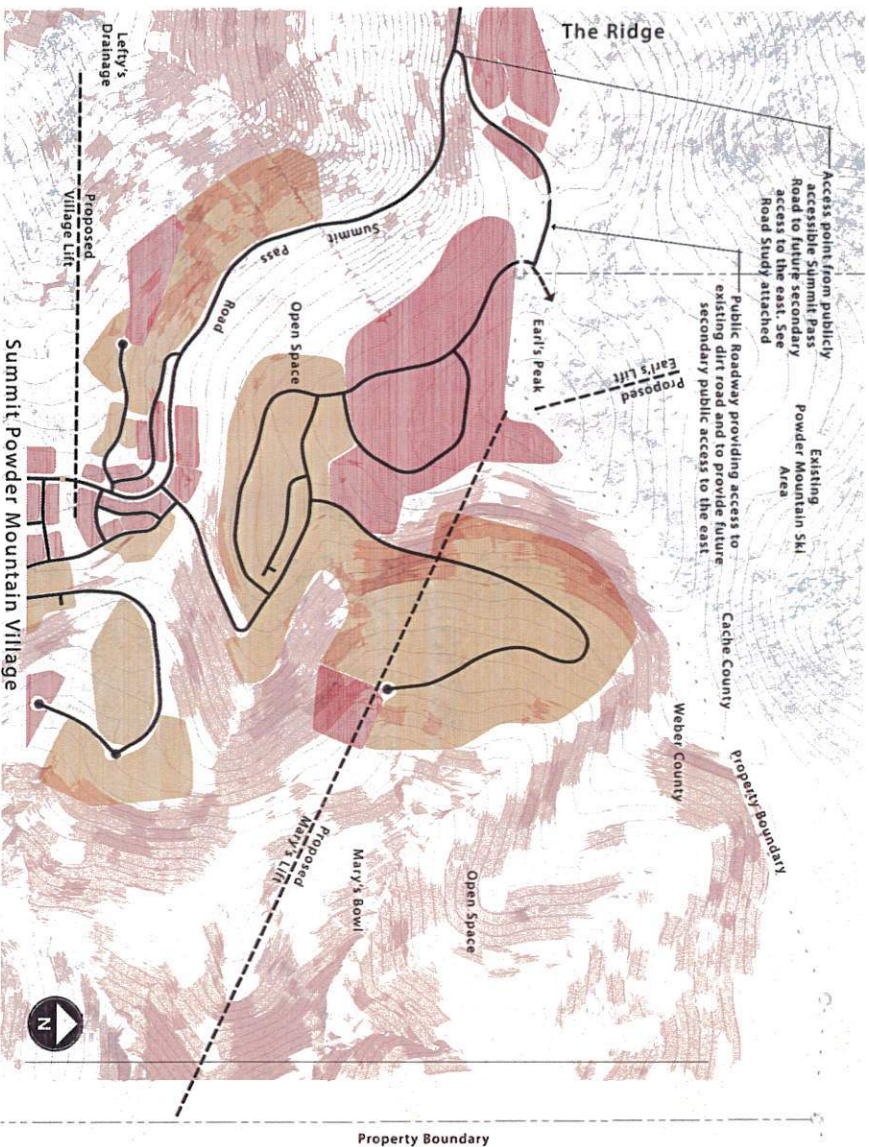 The Ridge
Lefty's
Drainage
Access point from publicly
accessible Summit Pass
Road to future secondary
access to the east. See
Road Study attached
Public Roadway providing access to
existing dirt road and to provide future
secondary public access to the east
Proposed
Village Lift
Summit
Pass
Road
Open Space
Earl's Peak
Proposed
Earl's Lift
Existing
Powder Mountain Ski
Area
Cache County
Weber County
Property Boundary
Summit Powder Mountain Village
Proposed
Mary's Lift
Mary's Bowl
Open Space
N
Property Boundary